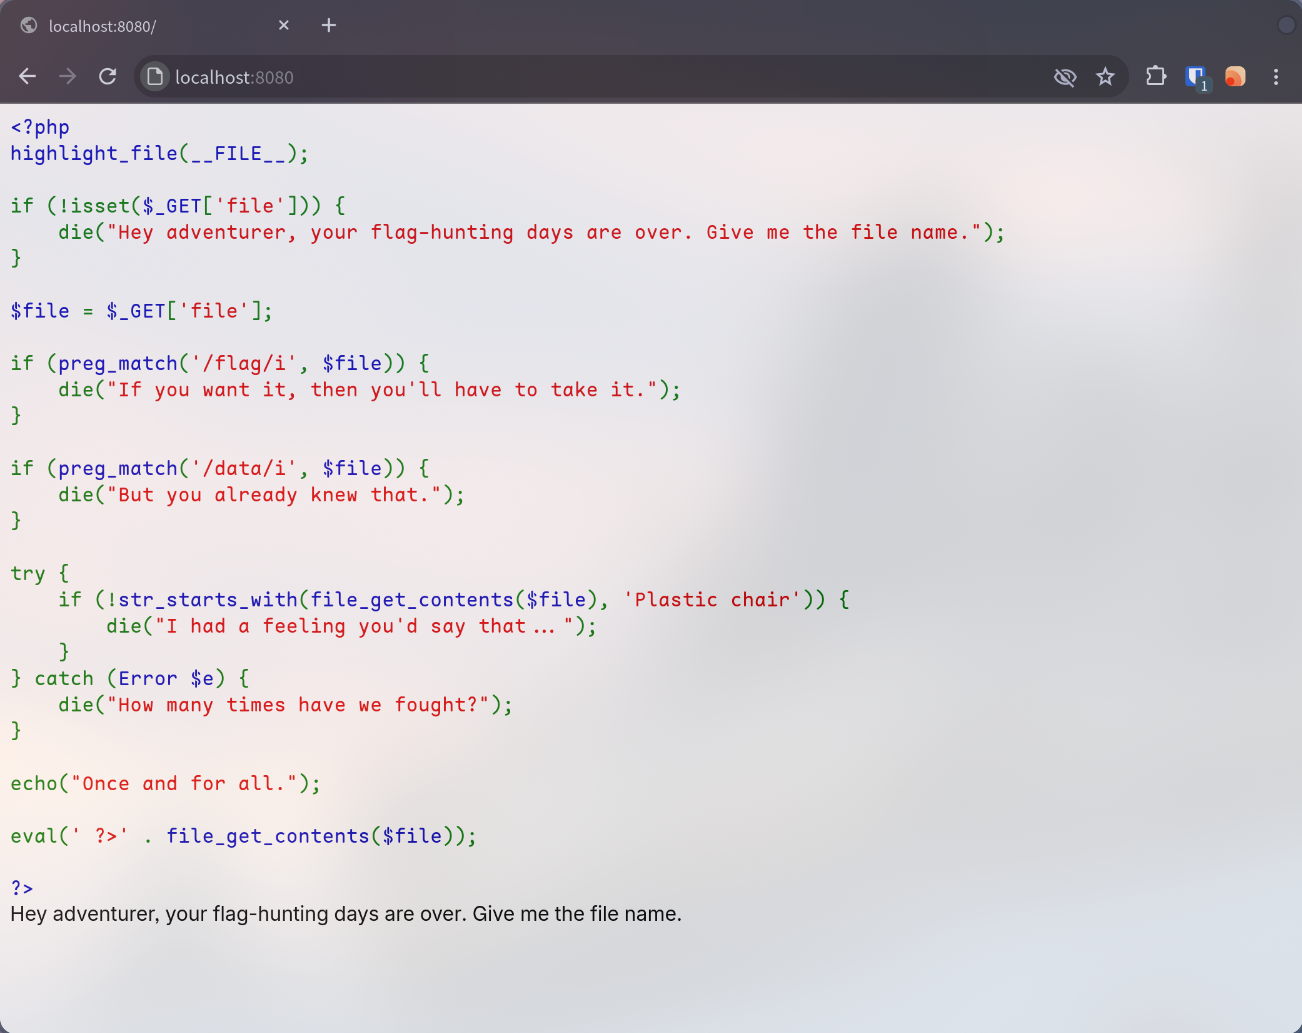 localhost:8080/
localhost:8080
1
<?php
highlight_file(__FILE__);
if (!isset($_GET['file'])) {
    die("Hey adventurer, your flag-hunting days are over. Give me the file name.");
}
$file = $_GET['file'];
if (preg_match('/flag/i', $file)) {
    die("If you want it, then you'll have to take it.");
}
if (preg_match('/data/i', $file)) {
    die("But you already knew that.");
}
try {
    if (!str_starts_with(file_get_contents($file), 'Plastic chair')) {
        die("I had a feeling you'd say that...");
    }
} catch (Error $e) {
    die("How many times have we fought?");
}
echo("Once and for all.");
eval(' ?>' . file_get_contents($file));
?>
Hey adventurer, your flag-hunting days are over. Give me the file name.